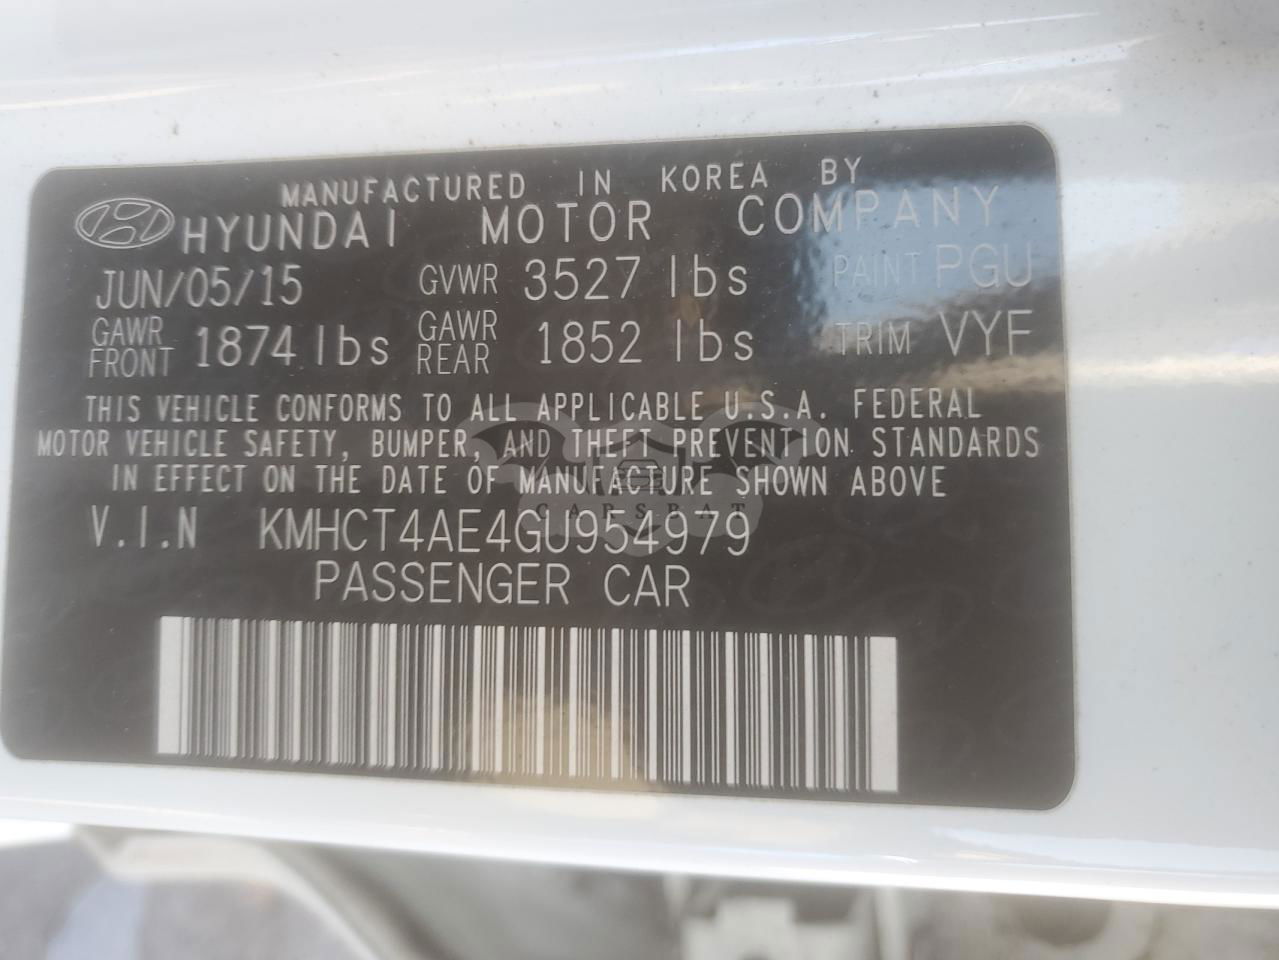 MANUFACTURED IN KOREA BY
HYUNDAI MOTOR COMPANY
JUN/05/15 GVWR 3527 lbs PAINT PGU
GAWR FRONT 1874 lbs GAWR REAR 1852 lbs TRIM VYF
THIS VEHICLE CONFORMS TO ALL APPLICABLE U.S.A. FEDERAL
MOTOR VEHICLE SAFETY, BUMPER, AND THEFT PREVENTION STANDARDS
IN EFFECT ON THE DATE OF MANUFACTURE SHOWN ABOVE
CARSBAT
V.I.N KMHCT4AE4GU954979
PASSENGER CAR